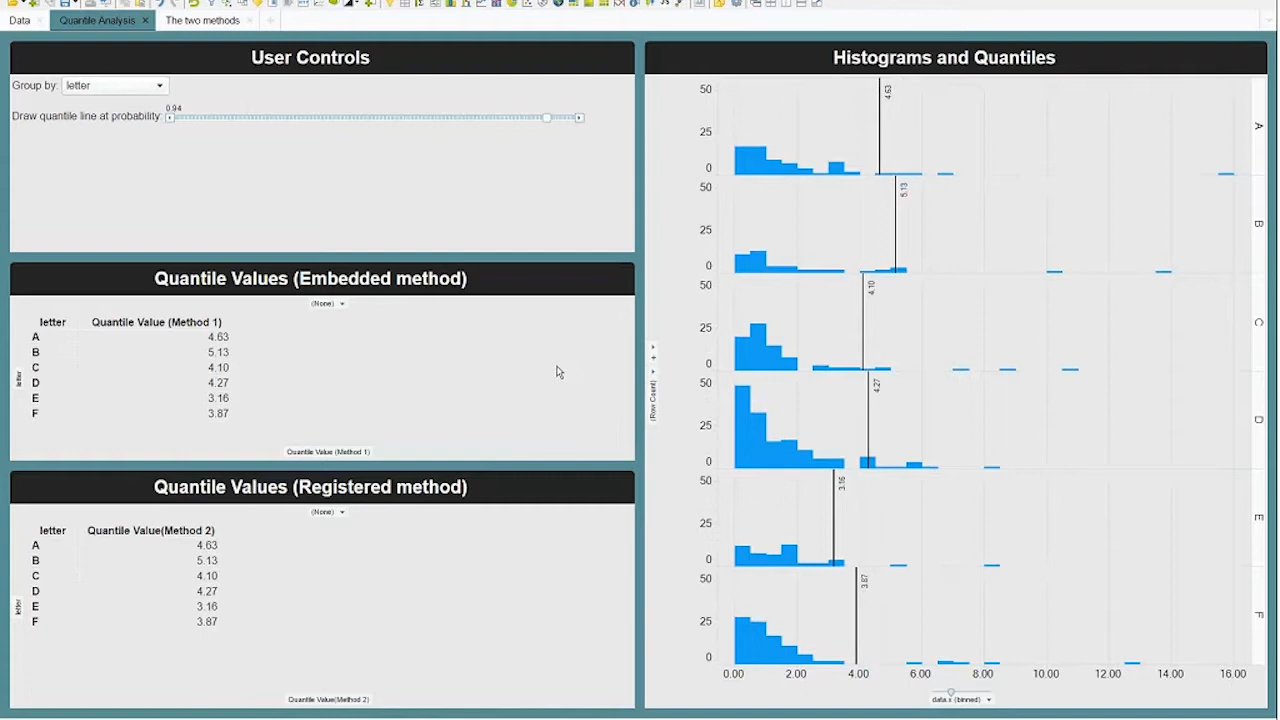 Data
Quantile Analysis
The two methods
User Controls
Group by: letter
0.94
Draw quantile line at probability:
Quantile Values (Embedded method)
(None)
letter Quantile Value (Method 1)
A 4.63
B 5.13
C 4.10
D 4.27
E 3.16
F 3.87
letter
Quantile Value (Method 1)
Quantile Values (Registered method)
(None)
letter Quantile Value(Method 2)
A 4.63
B 5.13
C 4.10
D 4.27
E 3.16
F 3.87
letter
Quantile Value(Method 2)
Histograms and Quantiles
(Row Count)
50
25
0
4.63
A
50
25
0
5.13
B
50
25
0
4.10
C
50
25
0
4.27
D
50
25
0
3.16
E
50
25
0
3.87
F
0.00 2.00 4.00 6.00 8.00 10.00 12.00 14.00 16.00
data.x (binned)